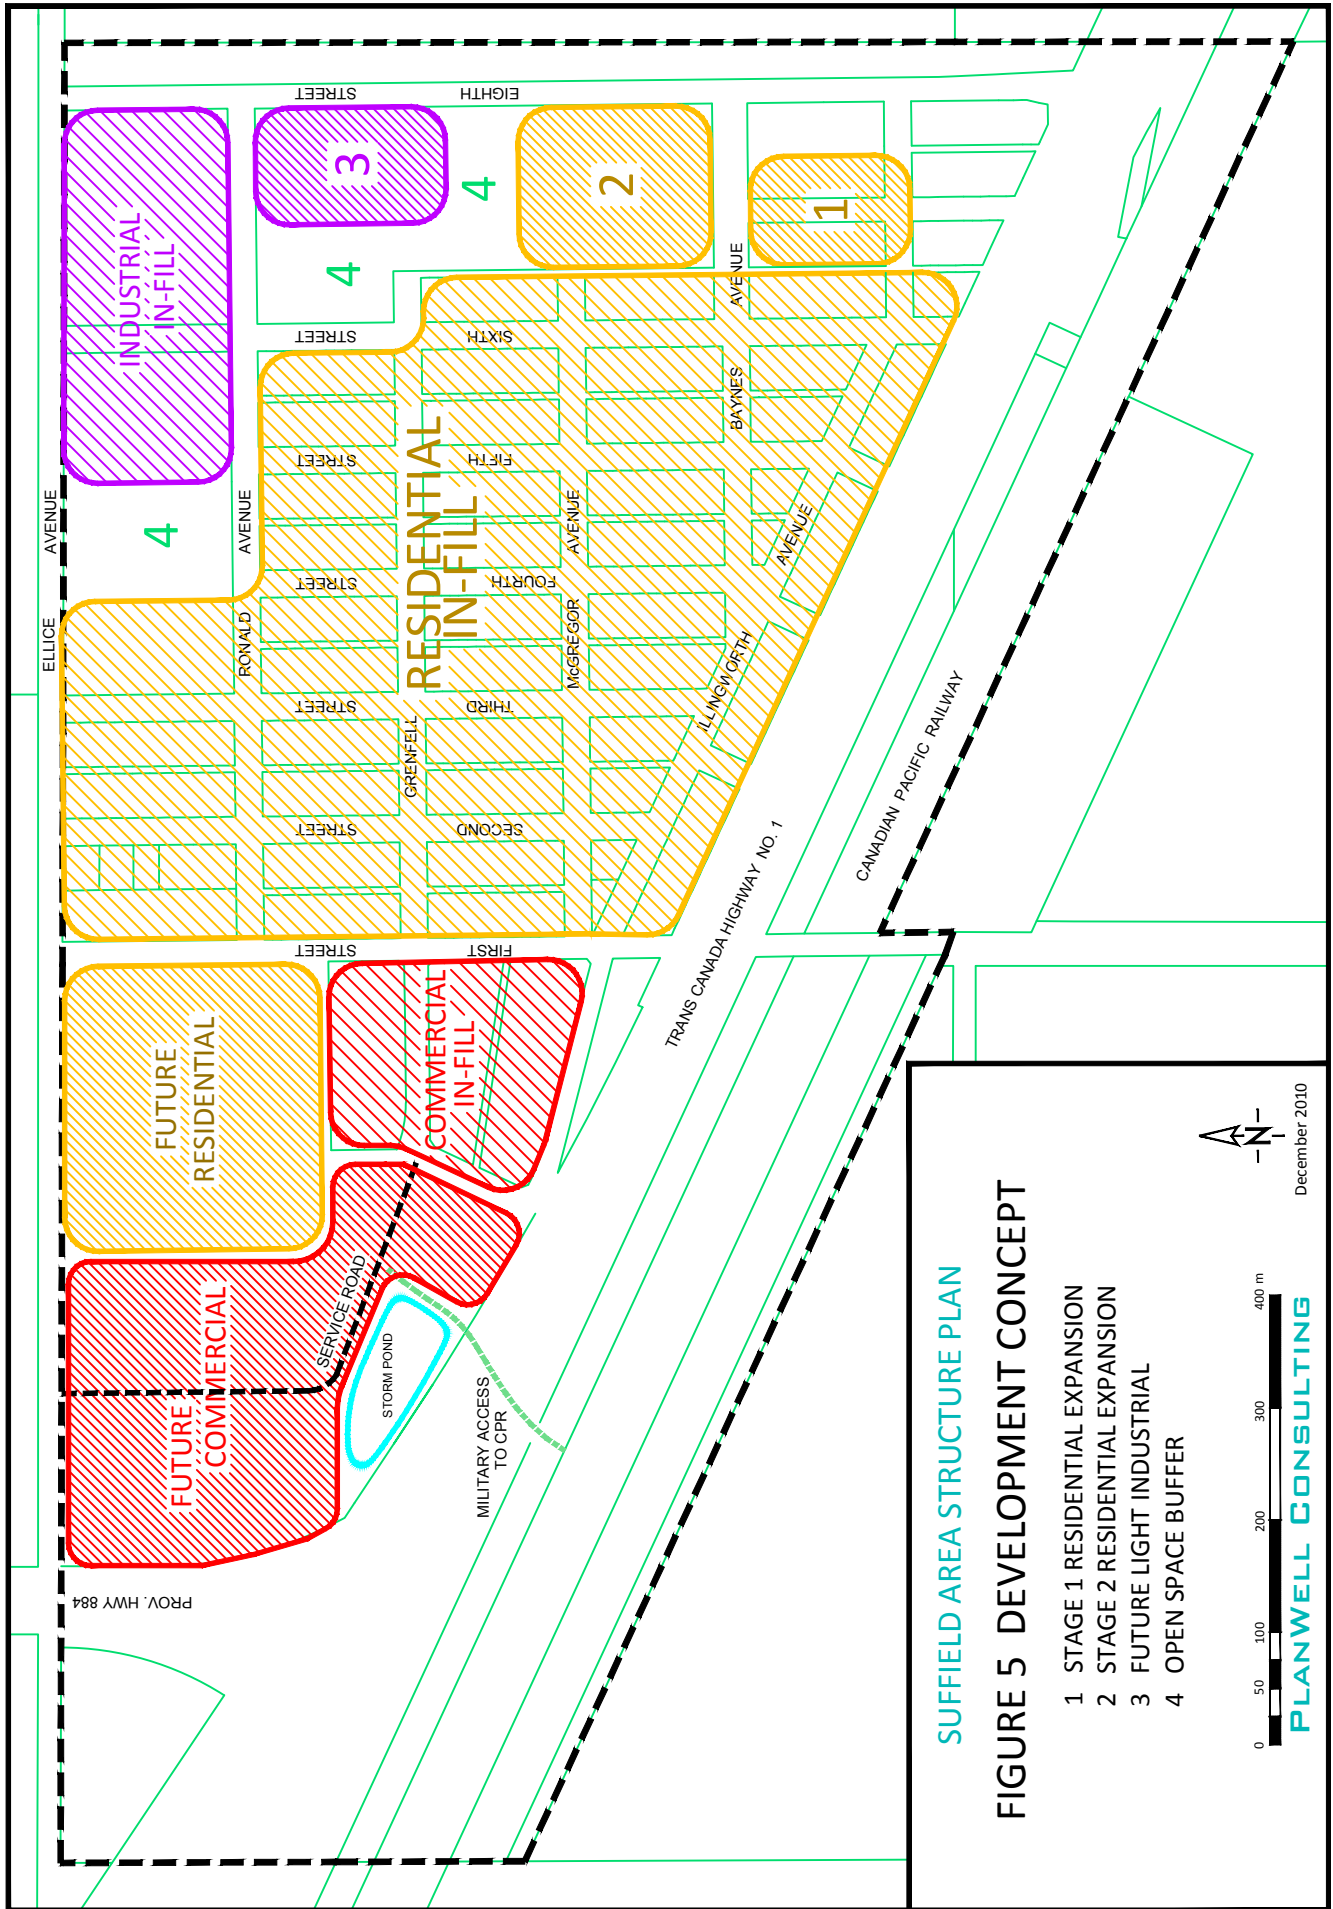 ELLICE AVENUE
PROV. HWY 884
FUTURE
COMMERCIAL
FUTURE
RESIDENTIAL
INDUSTRIAL
IN-FILL
4
RONALD AVENUE
STREET
STREET
STREET
STREET
STREET
STREET
STREET
3
4
SERVICE ROAD
STORM POND
COMMERCIAL
IN-FILL
GRENFELL
RESIDENTIAL
IN-FILL
FIRST
SECOND
THIRD
FOURTH
FIFTH
SIXTH
EIGHTH
4
MILITARY ACCESS
TO CPR
McGREGOR AVENUE
2
ILLINGWORTH AVENUE
BAYNES AVENUE
1
TRANS CANADA HIGHWAY NO. 1
CANADIAN PACIFIC RAILWAY
SUFFIELD AREA STRUCTURE PLAN
FIGURE 5 DEVELOPMENT CONCEPT
1 STAGE 1 RESIDENTIAL EXPANSION
2 STAGE 2 RESIDENTIAL EXPANSION
3 FUTURE LIGHT INDUSTRIAL
4 OPEN SPACE BUFFER
N
0 50 100 200 300 400 m
PLANWELL CONSULTING
December 2010